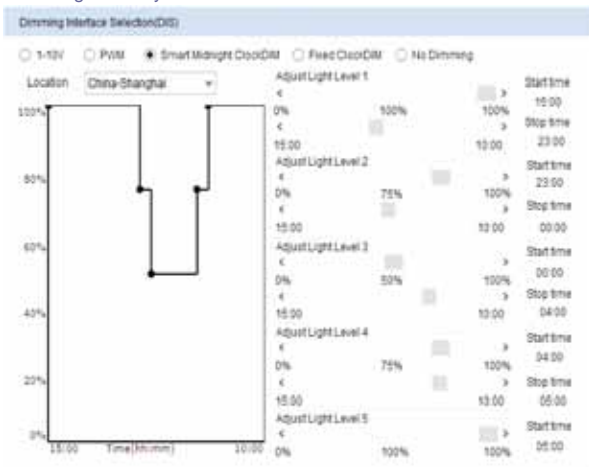 Dimming Interface Selection(DIS)
1-10V PWM Smart Midnight ClockDIM Fixed ClockDIM No Dimming
Location China-Shanghai
100%
80%
60%
40%
20%
0%
15:00 Time(hh:mm) 10:00
Adjust Light Level 1
< >
0% 100% 100%
< >
15:00 10:00
Start time
15:00
Stop time
23:00
Adjust Light Level 2
< >
0% 75% 100%
< >
15:00 10:00
Start time
23:00
Stop time
00:00
Adjust Light Level 3
< >
0% 50% 100%
< >
15:00 10:00
Start time
00:00
Stop time
04:00
Adjust Light Level 4
< >
0% 75% 100%
< >
15:00 10:00
Start time
04:00
Stop time
05:00
Adjust Light Level 5
< >
0% 100% 100%
Start time
05:00